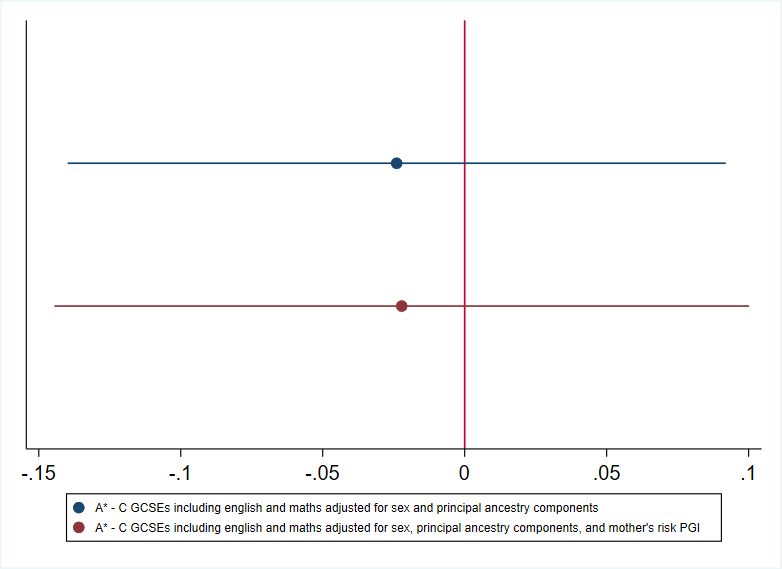 -.15 -.1 -.05 0 .05 .1
A* - C GCSEs including english and maths adjusted for sex and principal ancestry components
A* - C GCSEs including english and maths adjusted for sex, principal ancestry components, and mother's risk PGI